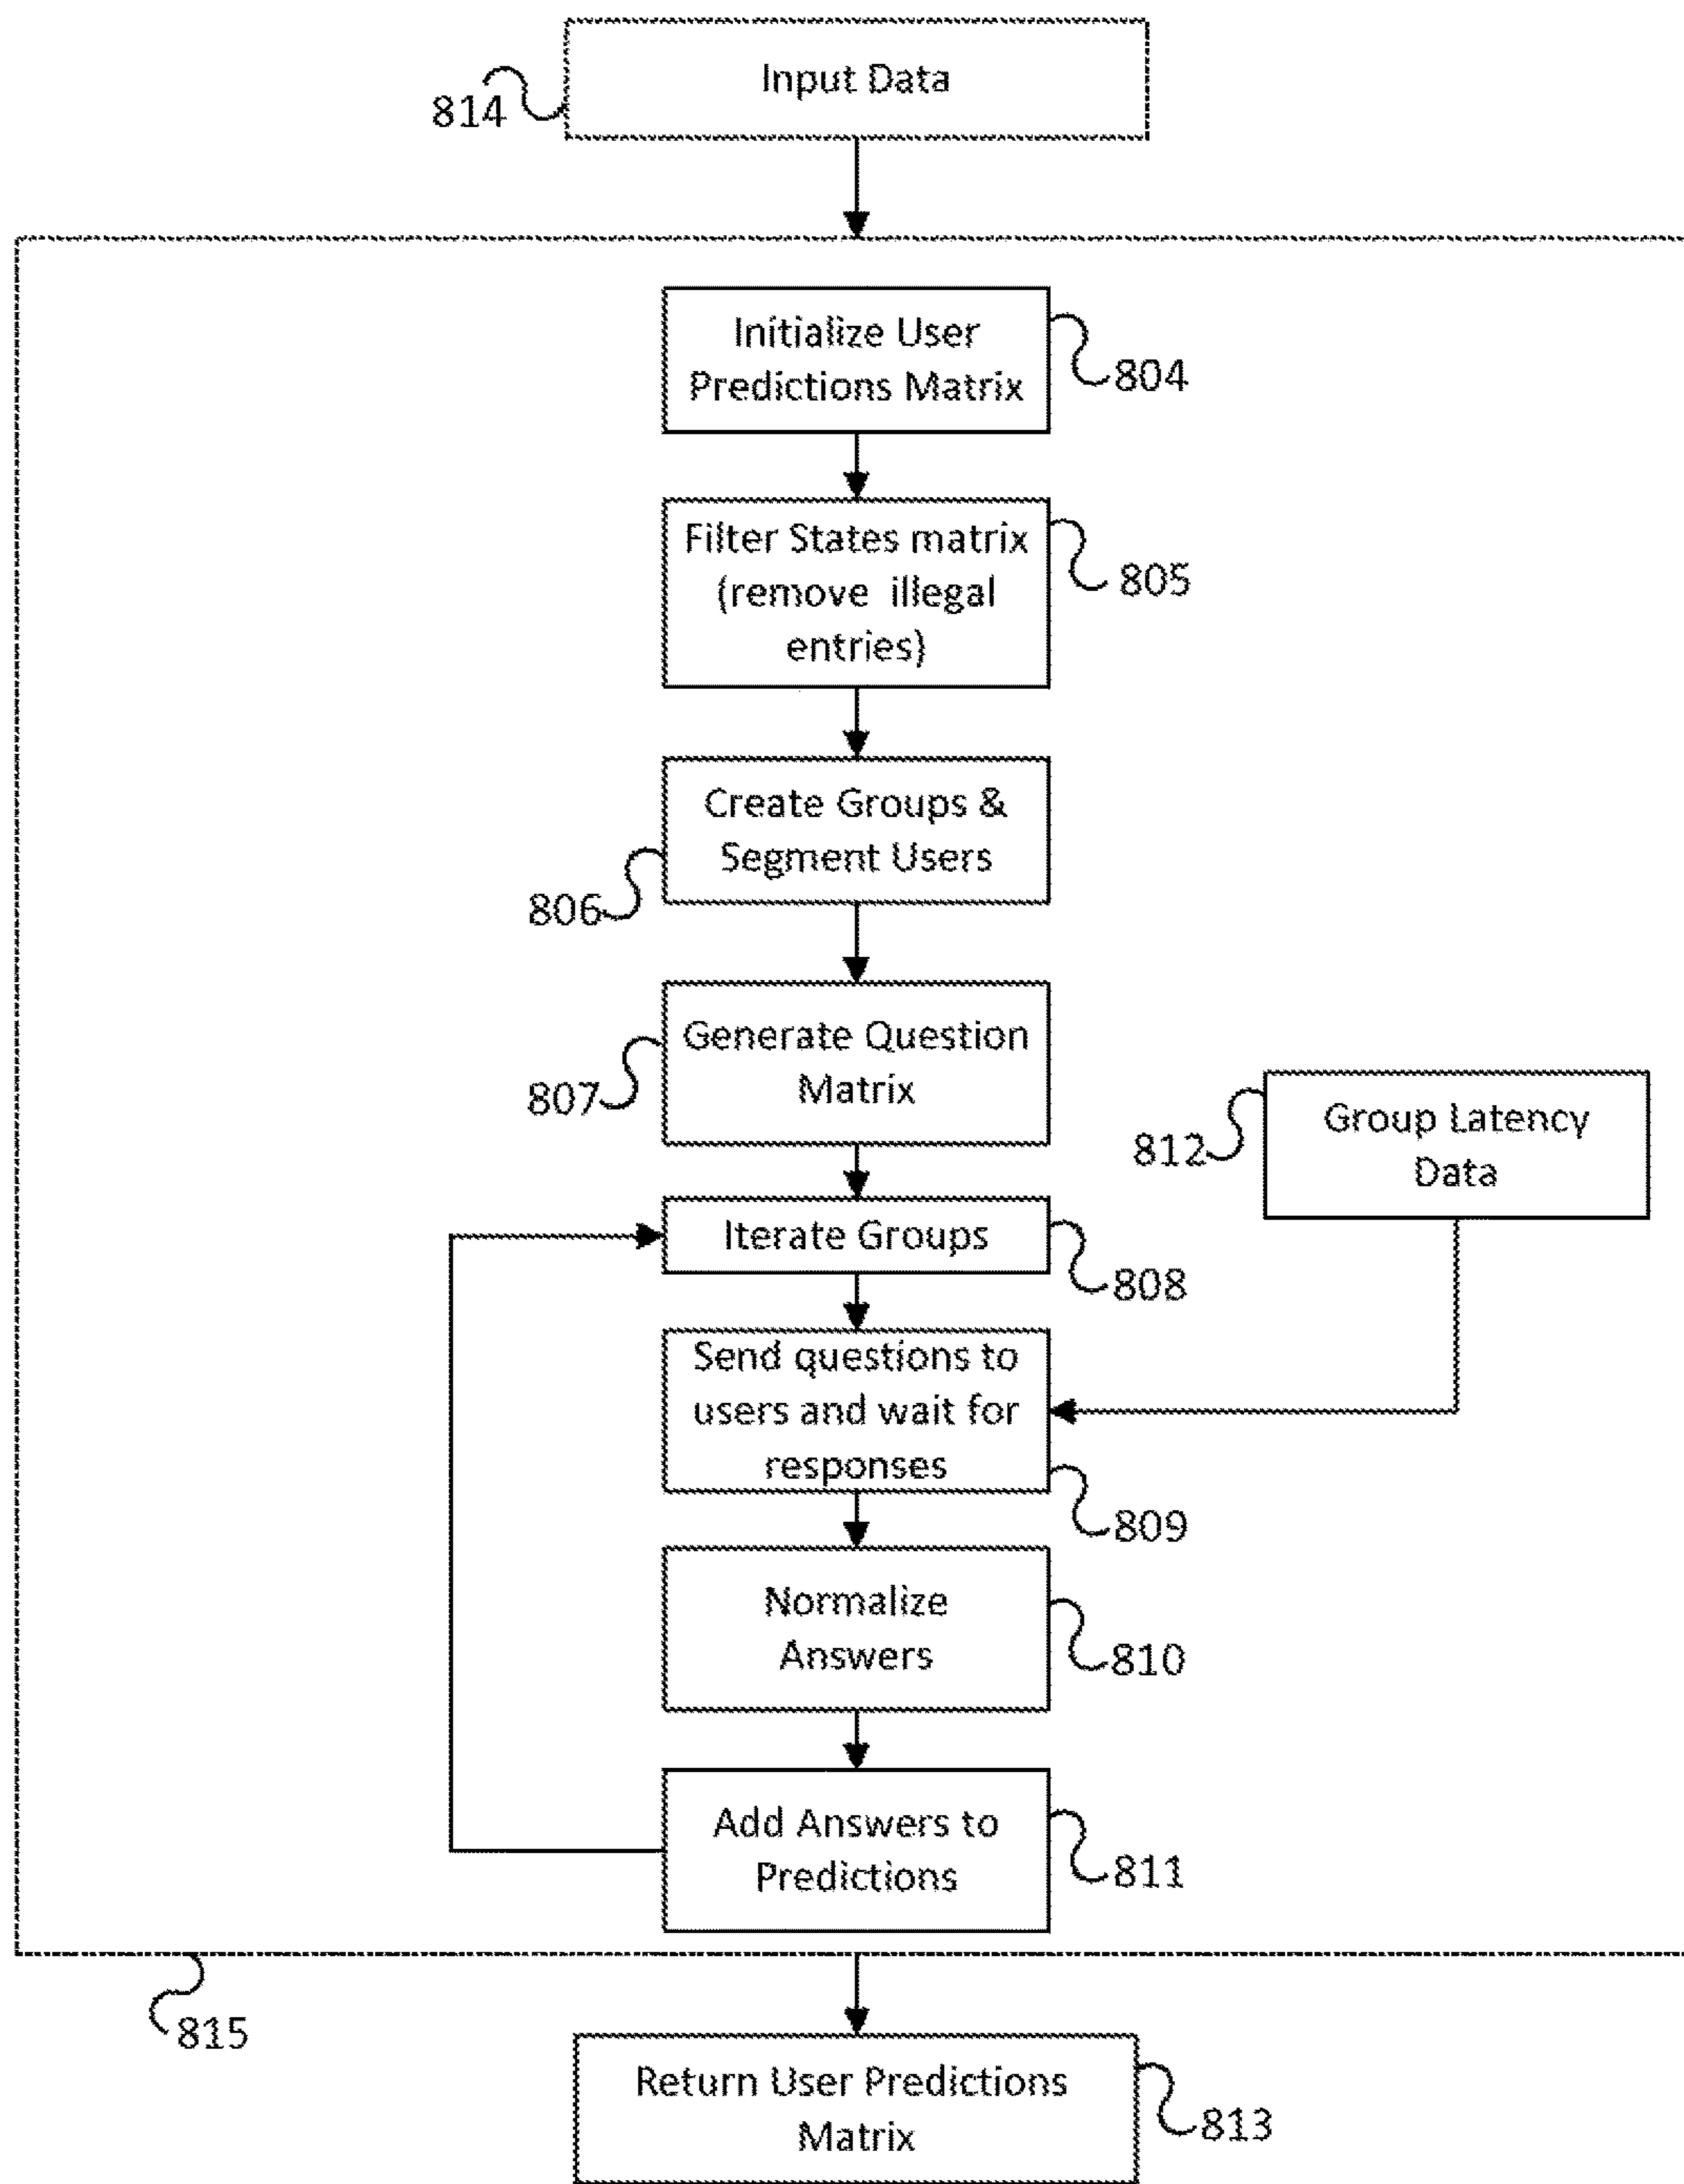 Input Data
814
Initialize User
Predictions Matrix
804
Filter States matrix
(remove illegal
entries)
805
Create Groups &
Segment Users
806
Generate Question
Matrix
807
Group Latency
Data
812
Iterate Groups
808
Send questions to
users and wait for
responses
809
Normalize
Answers
810
Add Answers to
Predictions
811
815
Return User Predictions
Matrix
813